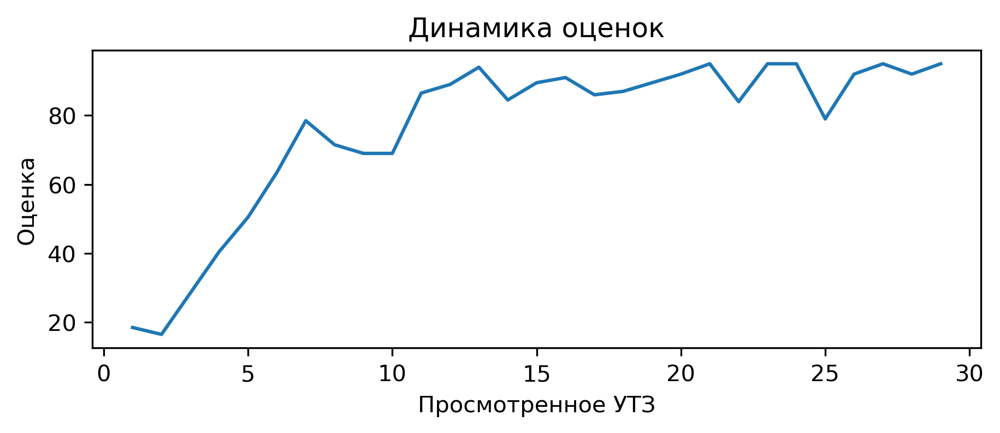 Динамика оценок
Оценка
80
60
40
20
0 5 10 15 20 25 30
Просмотренное УТЗ